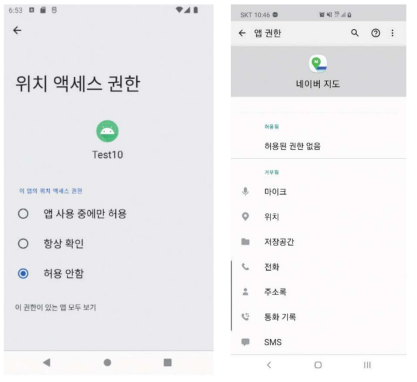 6:53
위치 액세스 권한
Test10
이 앱의 위치 액세스 권한
앱 사용 중에만 허용
항상 확인
허용 안함
이 권한이 있는 앱 모두 보기
SKT 10:46
앱 권한
네이버 지도
허용됨
허용된 권한 없음
거부됨
마이크
위치
저장공간
전화
주소록
통화 기록
SMS